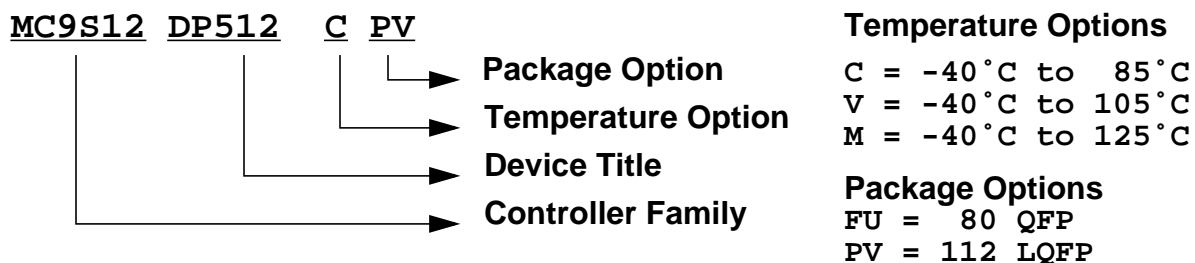 MC9S12 DP512 C PV
Package Option
Temperature Option
Device Title
Controller Family
Temperature Options
C = -40˚C to 85˚C
V = -40˚C to 105˚C
M = -40˚C to 125˚C
Package Options
FU = 80 QFP
PV = 112 LQFP